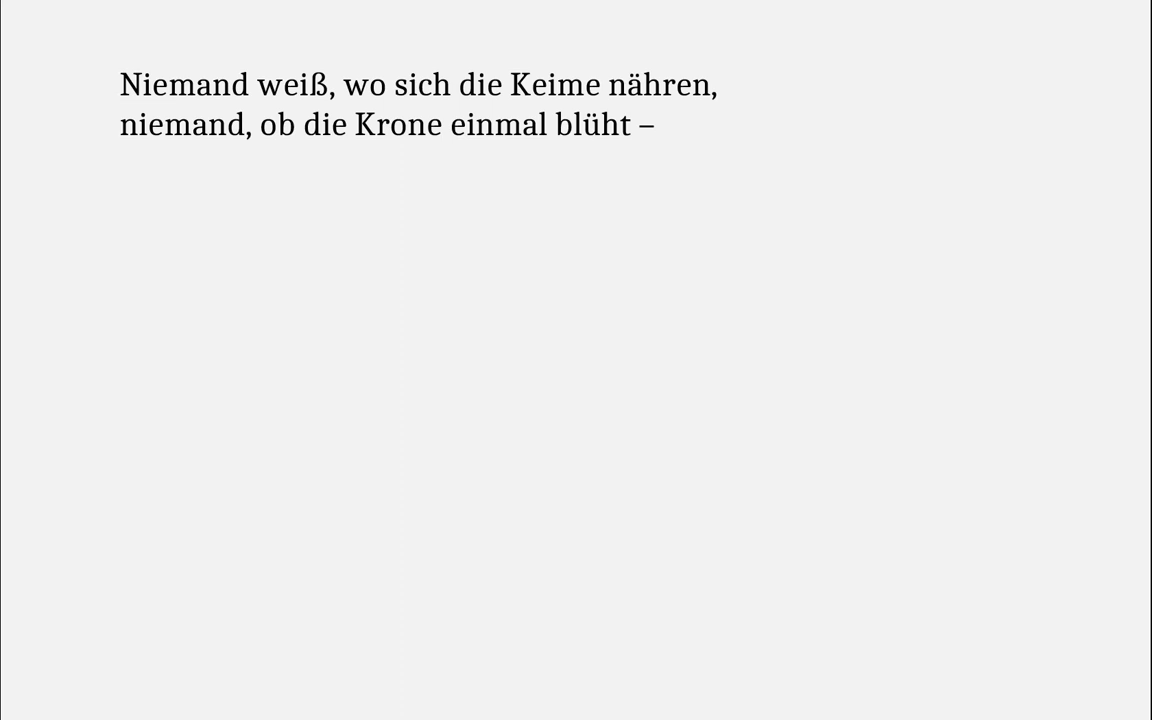 Niemand weiß, wo sich die Keime nähren,
niemand, ob die Krone einmal blüht –